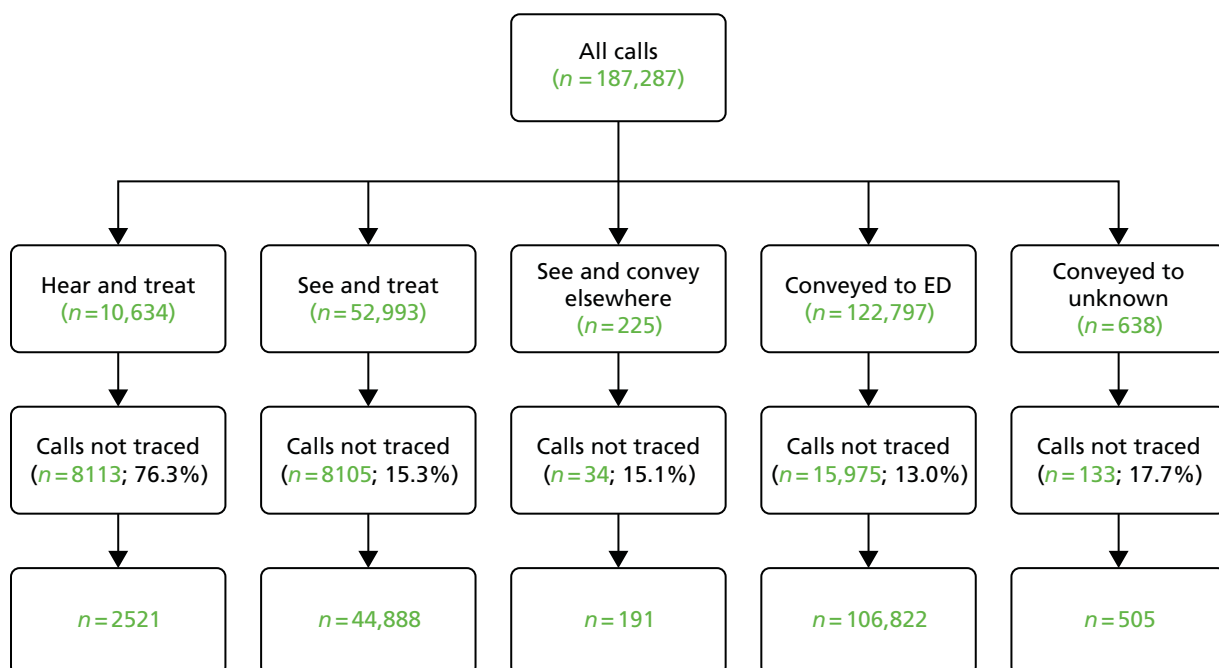 All calls
(n = 187,287)
Hear and treat
(n=10,634)
See and treat
(n=52,993)
See and convey
elsewhere
(n=225)
Conveyed to ED
(n=122,797)
Conveyed to
unknown
(n=638)
Calls not traced
(n=8113; 76.3%)
Calls not traced
(n=8105; 15.3%)
Calls not traced
(n=34; 15.1%)
Calls not traced
(n=15,975; 13.0%)
Calls not traced
(n=133; 17.7%)
n=2521
n=44,888
n=191
n=106,822
n=505